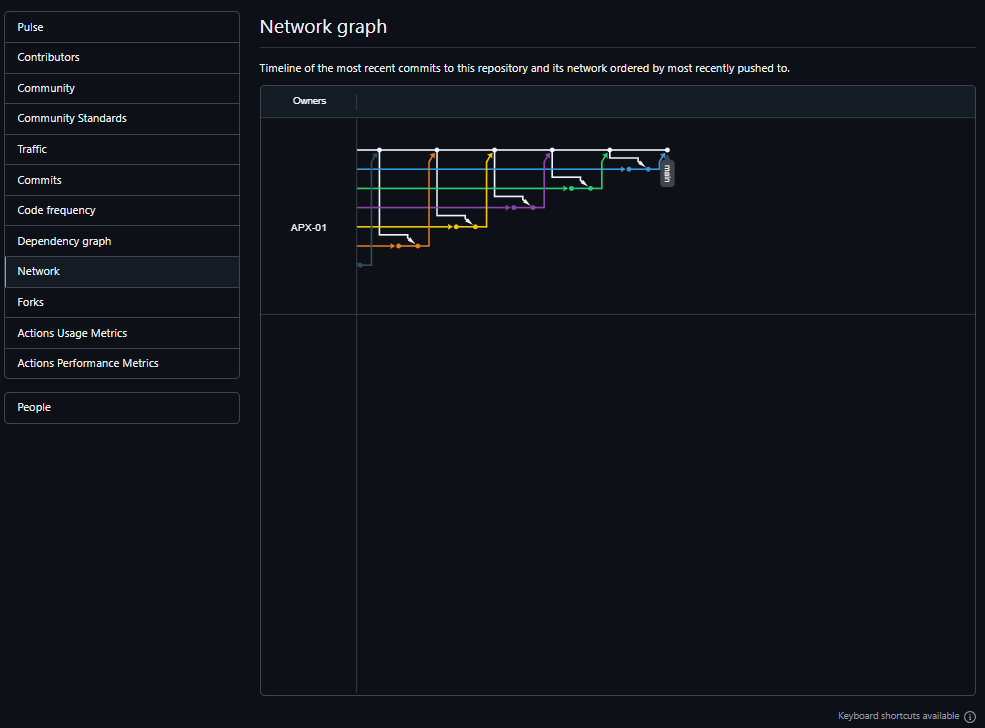 Pulse
Contributors
Community
Community Standards
Traffic
Commits
Code frequency
Dependency graph
Network
Forks
Actions Usage Metrics
Actions Performance Metrics
People
Network graph
Timeline of the most recent commits to this repository and its network ordered by most recently pushed to.
Owners
APX-01
main
Keyboard shortcuts available